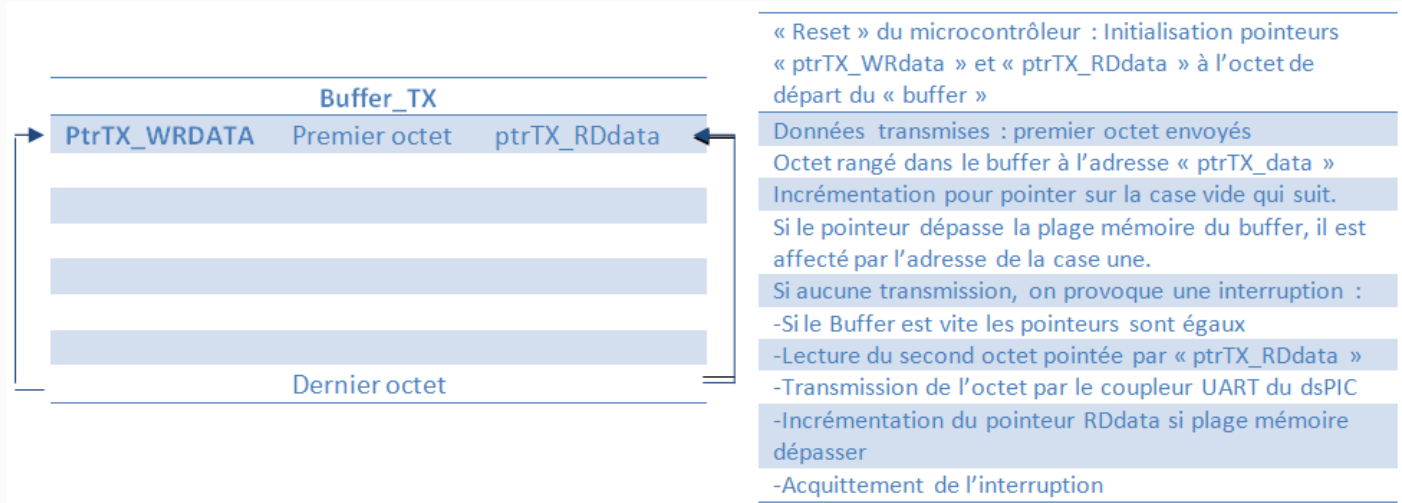 Buffer_TX
PtrTX_WRDATA Premier octet ptrTX_RDdata
Dernier octet
« Reset » du microcontrôleur : Initialisation pointeurs
« ptrTX_WRdata » et « ptrTX_RDdata » à l’octet de
départ du « buffer »
Données transmises : premier octet envoyés
Octet rangé dans le buffer à l’adresse « ptrTX_data »
Incrémentation pour pointer sur la case vide qui suit.
Si le pointeur dépasse la plage mémoire du buffer, il est
affecté par l’adresse de la case une.
Si aucune transmission, on provoque une interruption :
-Si le Buffer est vite les pointeurs sont égaux
-Lecture du second octet pointée par « ptrTX_RDdata »
-Transmission de l’octet par le coupleur UART du dsPIC
-Incrémentation du pointeur RDdata si plage mémoire
dépasser
-Acquittement de l’interruption